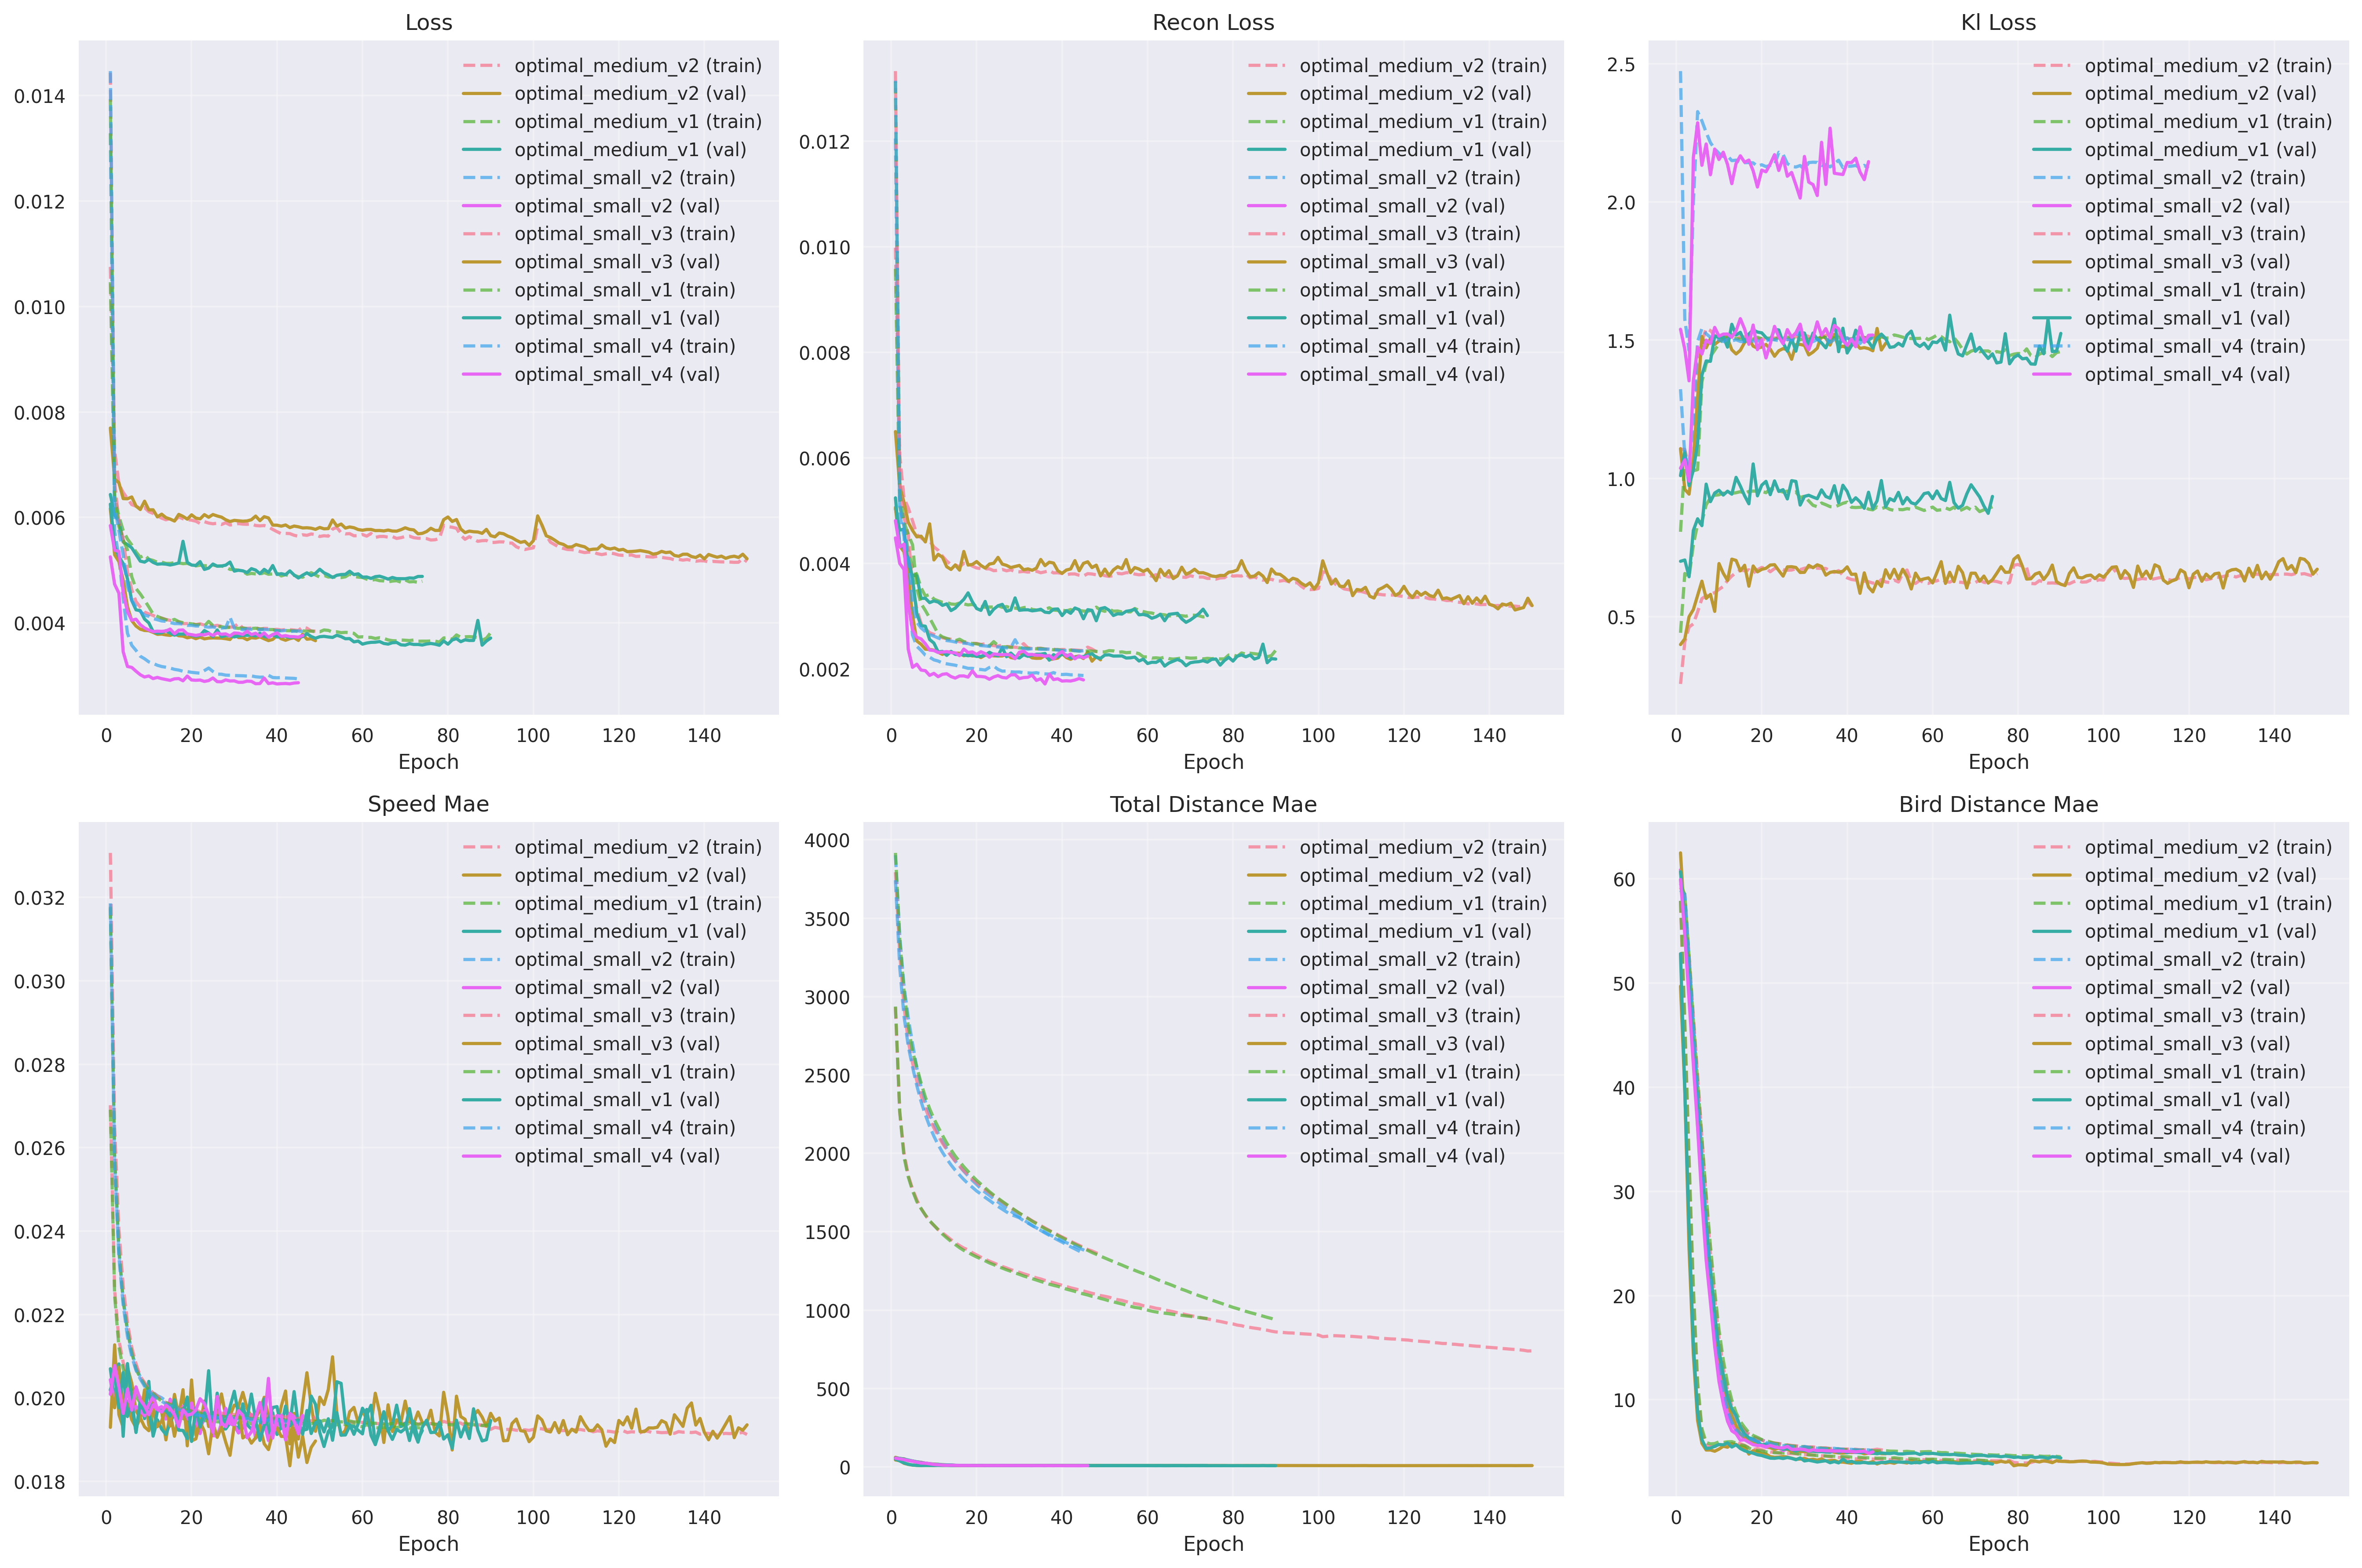 Loss
0.014
0.012
0.010
0.008
0.006
0.004
0 20 40 60 80 100 120 140
Epoch
optimal_medium_v2 (train)
optimal_medium_v2 (val)
optimal_medium_v1 (train)
optimal_medium_v1 (val)
optimal_small_v2 (train)
optimal_small_v2 (val)
optimal_small_v3 (train)
optimal_small_v3 (val)
optimal_small_v1 (train)
optimal_small_v1 (val)
optimal_small_v4 (train)
optimal_small_v4 (val)
Recon Loss
0.012
0.010
0.008
0.006
0.004
0.002
0 20 40 60 80 100 120 140
Epoch
optimal_medium_v2 (train)
optimal_medium_v2 (val)
optimal_medium_v1 (train)
optimal_medium_v1 (val)
optimal_small_v2 (train)
optimal_small_v2 (val)
optimal_small_v3 (train)
optimal_small_v3 (val)
optimal_small_v1 (train)
optimal_small_v1 (val)
optimal_small_v4 (train)
optimal_small_v4 (val)
Kl Loss
2.5
2.0
1.5
1.0
0.5
0 20 40 60 80 100 120 140
Epoch
optimal_medium_v2 (train)
optimal_medium_v2 (val)
optimal_medium_v1 (train)
optimal_medium_v1 (val)
optimal_small_v2 (train)
optimal_small_v2 (val)
optimal_small_v3 (train)
optimal_small_v3 (val)
optimal_small_v1 (train)
optimal_small_v1 (val)
optimal_small_v4 (train)
optimal_small_v4 (val)
Speed Mae
0.032
0.030
0.028
0.026
0.024
0.022
0.020
0.018
0 20 40 60 80 100 120 140
Epoch
optimal_medium_v2 (train)
optimal_medium_v2 (val)
optimal_medium_v1 (train)
optimal_medium_v1 (val)
optimal_small_v2 (train)
optimal_small_v2 (val)
optimal_small_v3 (train)
optimal_small_v3 (val)
optimal_small_v1 (train)
optimal_small_v1 (val)
optimal_small_v4 (train)
optimal_small_v4 (val)
Total Distance Mae
4000
3500
3000
2500
2000
1500
1000
500
0
0 20 40 60 80 100 120 140
Epoch
optimal_medium_v2 (train)
optimal_medium_v2 (val)
optimal_medium_v1 (train)
optimal_medium_v1 (val)
optimal_small_v2 (train)
optimal_small_v2 (val)
optimal_small_v3 (train)
optimal_small_v3 (val)
optimal_small_v1 (train)
optimal_small_v1 (val)
optimal_small_v4 (train)
optimal_small_v4 (val)
Bird Distance Mae
60
50
40
30
20
10
0 20 40 60 80 100 120 140
Epoch
optimal_medium_v2 (train)
optimal_medium_v2 (val)
optimal_medium_v1 (train)
optimal_medium_v1 (val)
optimal_small_v2 (train)
optimal_small_v2 (val)
optimal_small_v3 (train)
optimal_small_v3 (val)
optimal_small_v1 (train)
optimal_small_v1 (val)
optimal_small_v4 (train)
optimal_small_v4 (val)